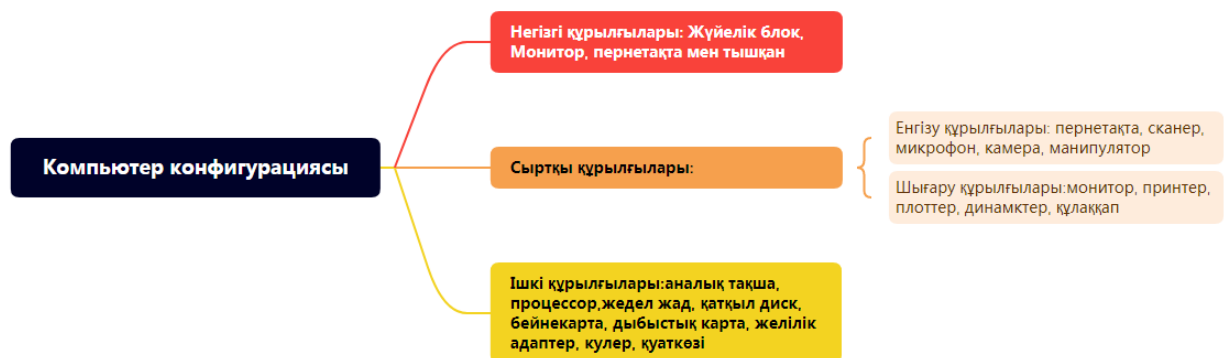 Негізгі құрылғылары: Жүйелік блок,
Монитор, пернетақта мен тышқан
Компьютер конфигурациясы
Сыртқы құрылғылары:
Енгізу құрылғылары: пернетақта, сканер,
микрофон, камера, манипулятор
Шығару құрылғылары:монитор, принтер,
плоттер, динамктер, құлаққап
Ішкі құрылғылары:аналық тақша,
процессор,жедел жад, қатқыл диск,
бейнекарта, дыбыстық карта, желілік
адаптер, кулер, қуаткөзі